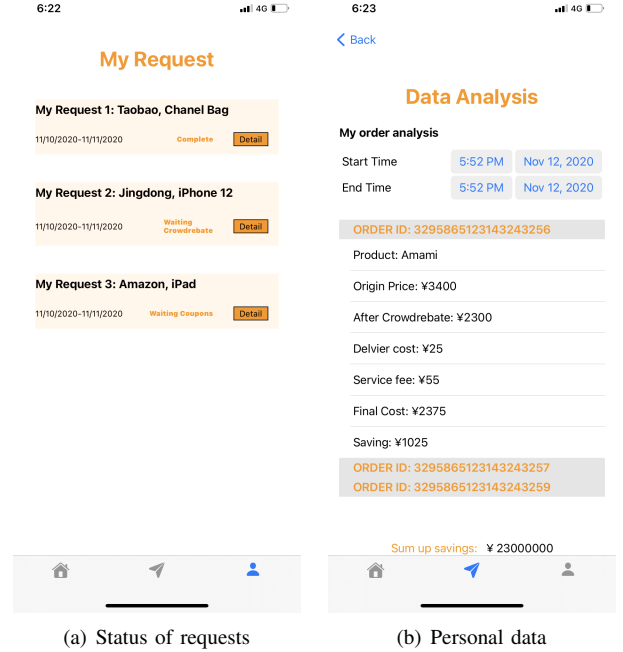 6:22
4G
My Request
My Request 1: Taobao, Chanel Bag
11/10/2020-11/11/2020 Complete Detail
My Request 2: Jingdong, iPhone 12
11/10/2020-11/11/2020 Waiting Crowdrebate Detail
My Request 3: Amazon, iPad
11/10/2020-11/11/2020 Waiting Coupons Detail
(a) Status of requests
6:23
4G
Back
Data Analysis
My order analysis
Start Time 5:52 PM Nov 12, 2020
End Time 5:52 PM Nov 12, 2020
ORDER ID: 3295865123143243256
Product: Amami
Origin Price: ¥3400
After Crowdrebate: ¥2300
Delvier cost: ¥25
Service fee: ¥55
Final Cost: ¥2375
Saving: ¥1025
ORDER ID: 3295865123143243257
ORDER ID: 3295865123143243259
Sum up savings: ¥ 23000000
(b) Personal data